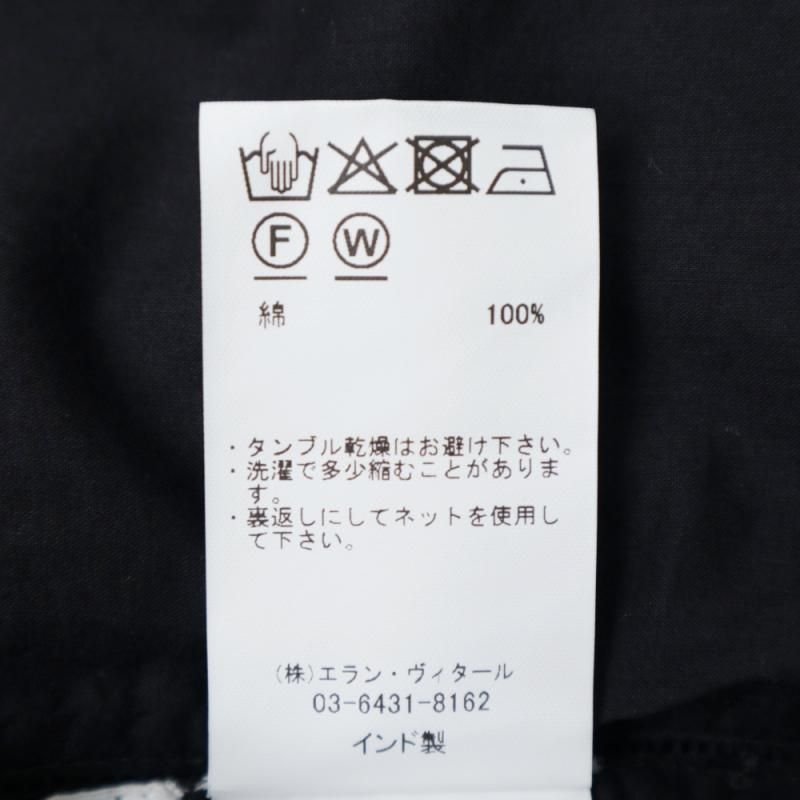 F W
綿 100%
・タンブル乾燥はお避け下さい。
・洗濯で多少縮むことがありま
す。
・裏返しにしてネットを使用し
て下さい。
(株)エラン・ヴィタール
03-6431-8162
インド製